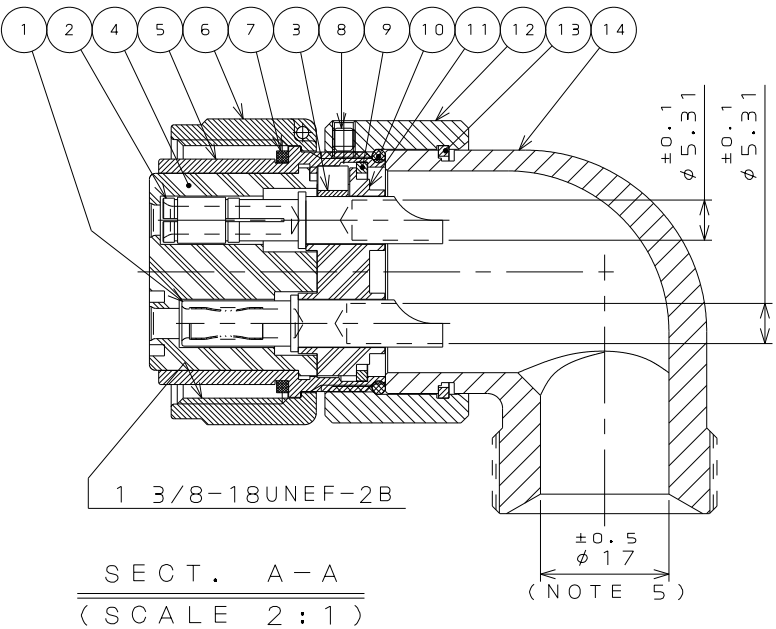 1 2 4 5 6 7 3 8 9 10 11 12 13 14
±0.1
φ5.31
±0.1
φ5.31
1 3/8-18UNEF-2B
±0.5
φ17
(NOTE 5)
SECT. A-A
(SCALE 2:1)